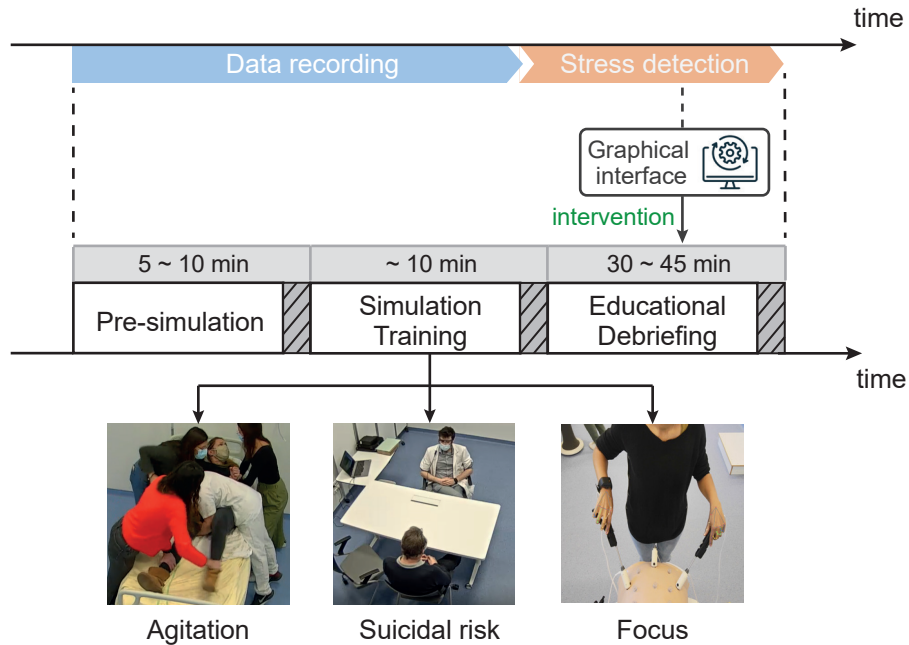 time
Data recording
Stress detection
Graphical
interface
intervention
5 ~ 10 min
~ 10 min
30 ~ 45 min
Pre-simulation
Simulation
Training
Educational
Debriefing
time
Agitation
Suicidal risk
Focus